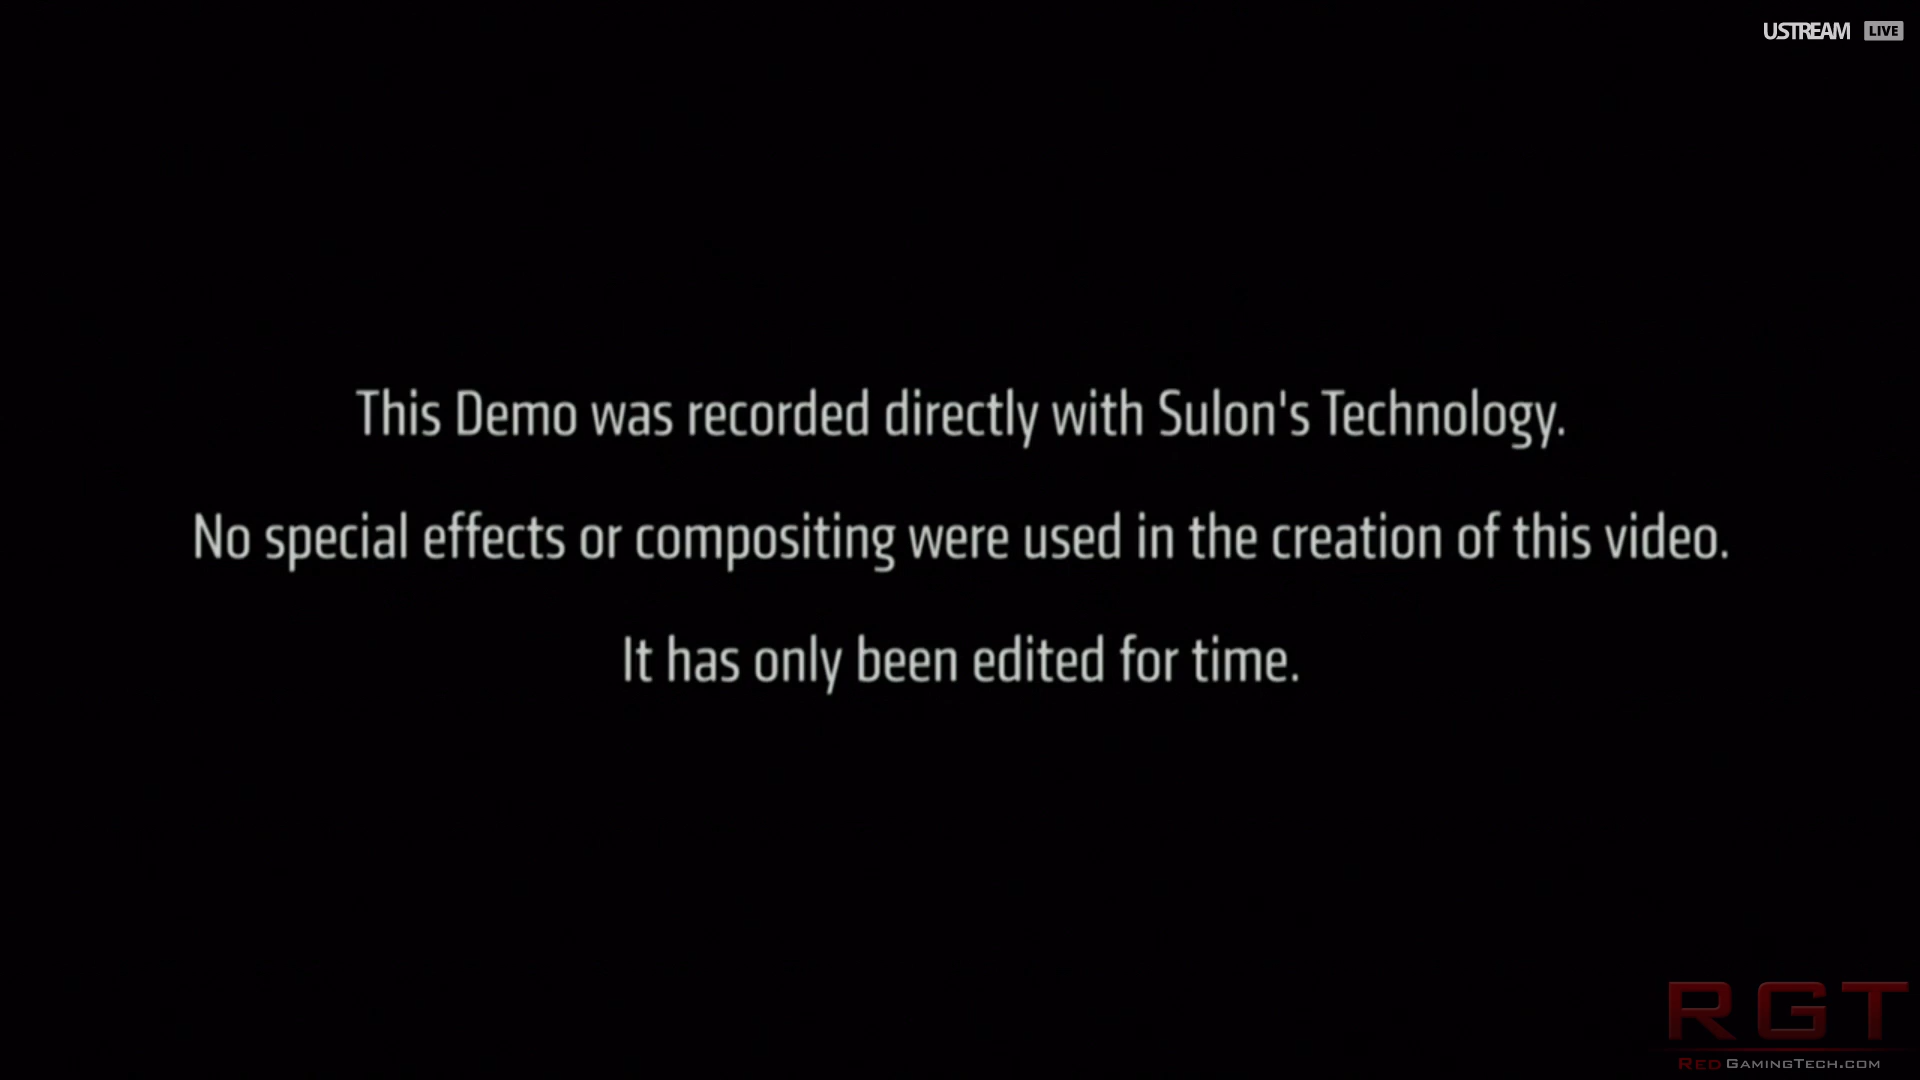 USTREAM LIVE
This Demo was recorded directly with Sulon's Technology.
No special effects or compositing were used in the creation of this video.
It has only been edited for time.
RGT
REDGAMINGTECH.COM